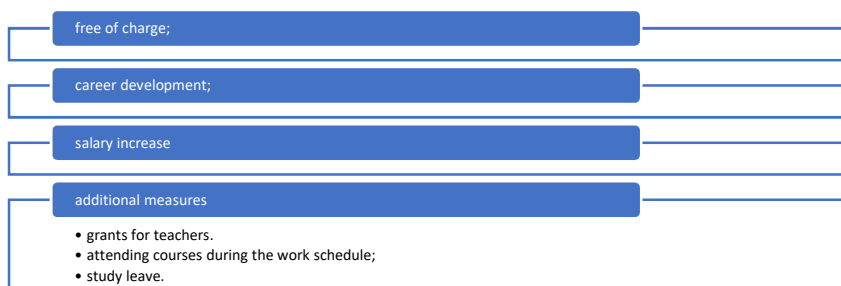 free of charge;
career development;
salary increase
additional measures
• grants for teachers.
• attending courses during the work schedule;
• study leave.